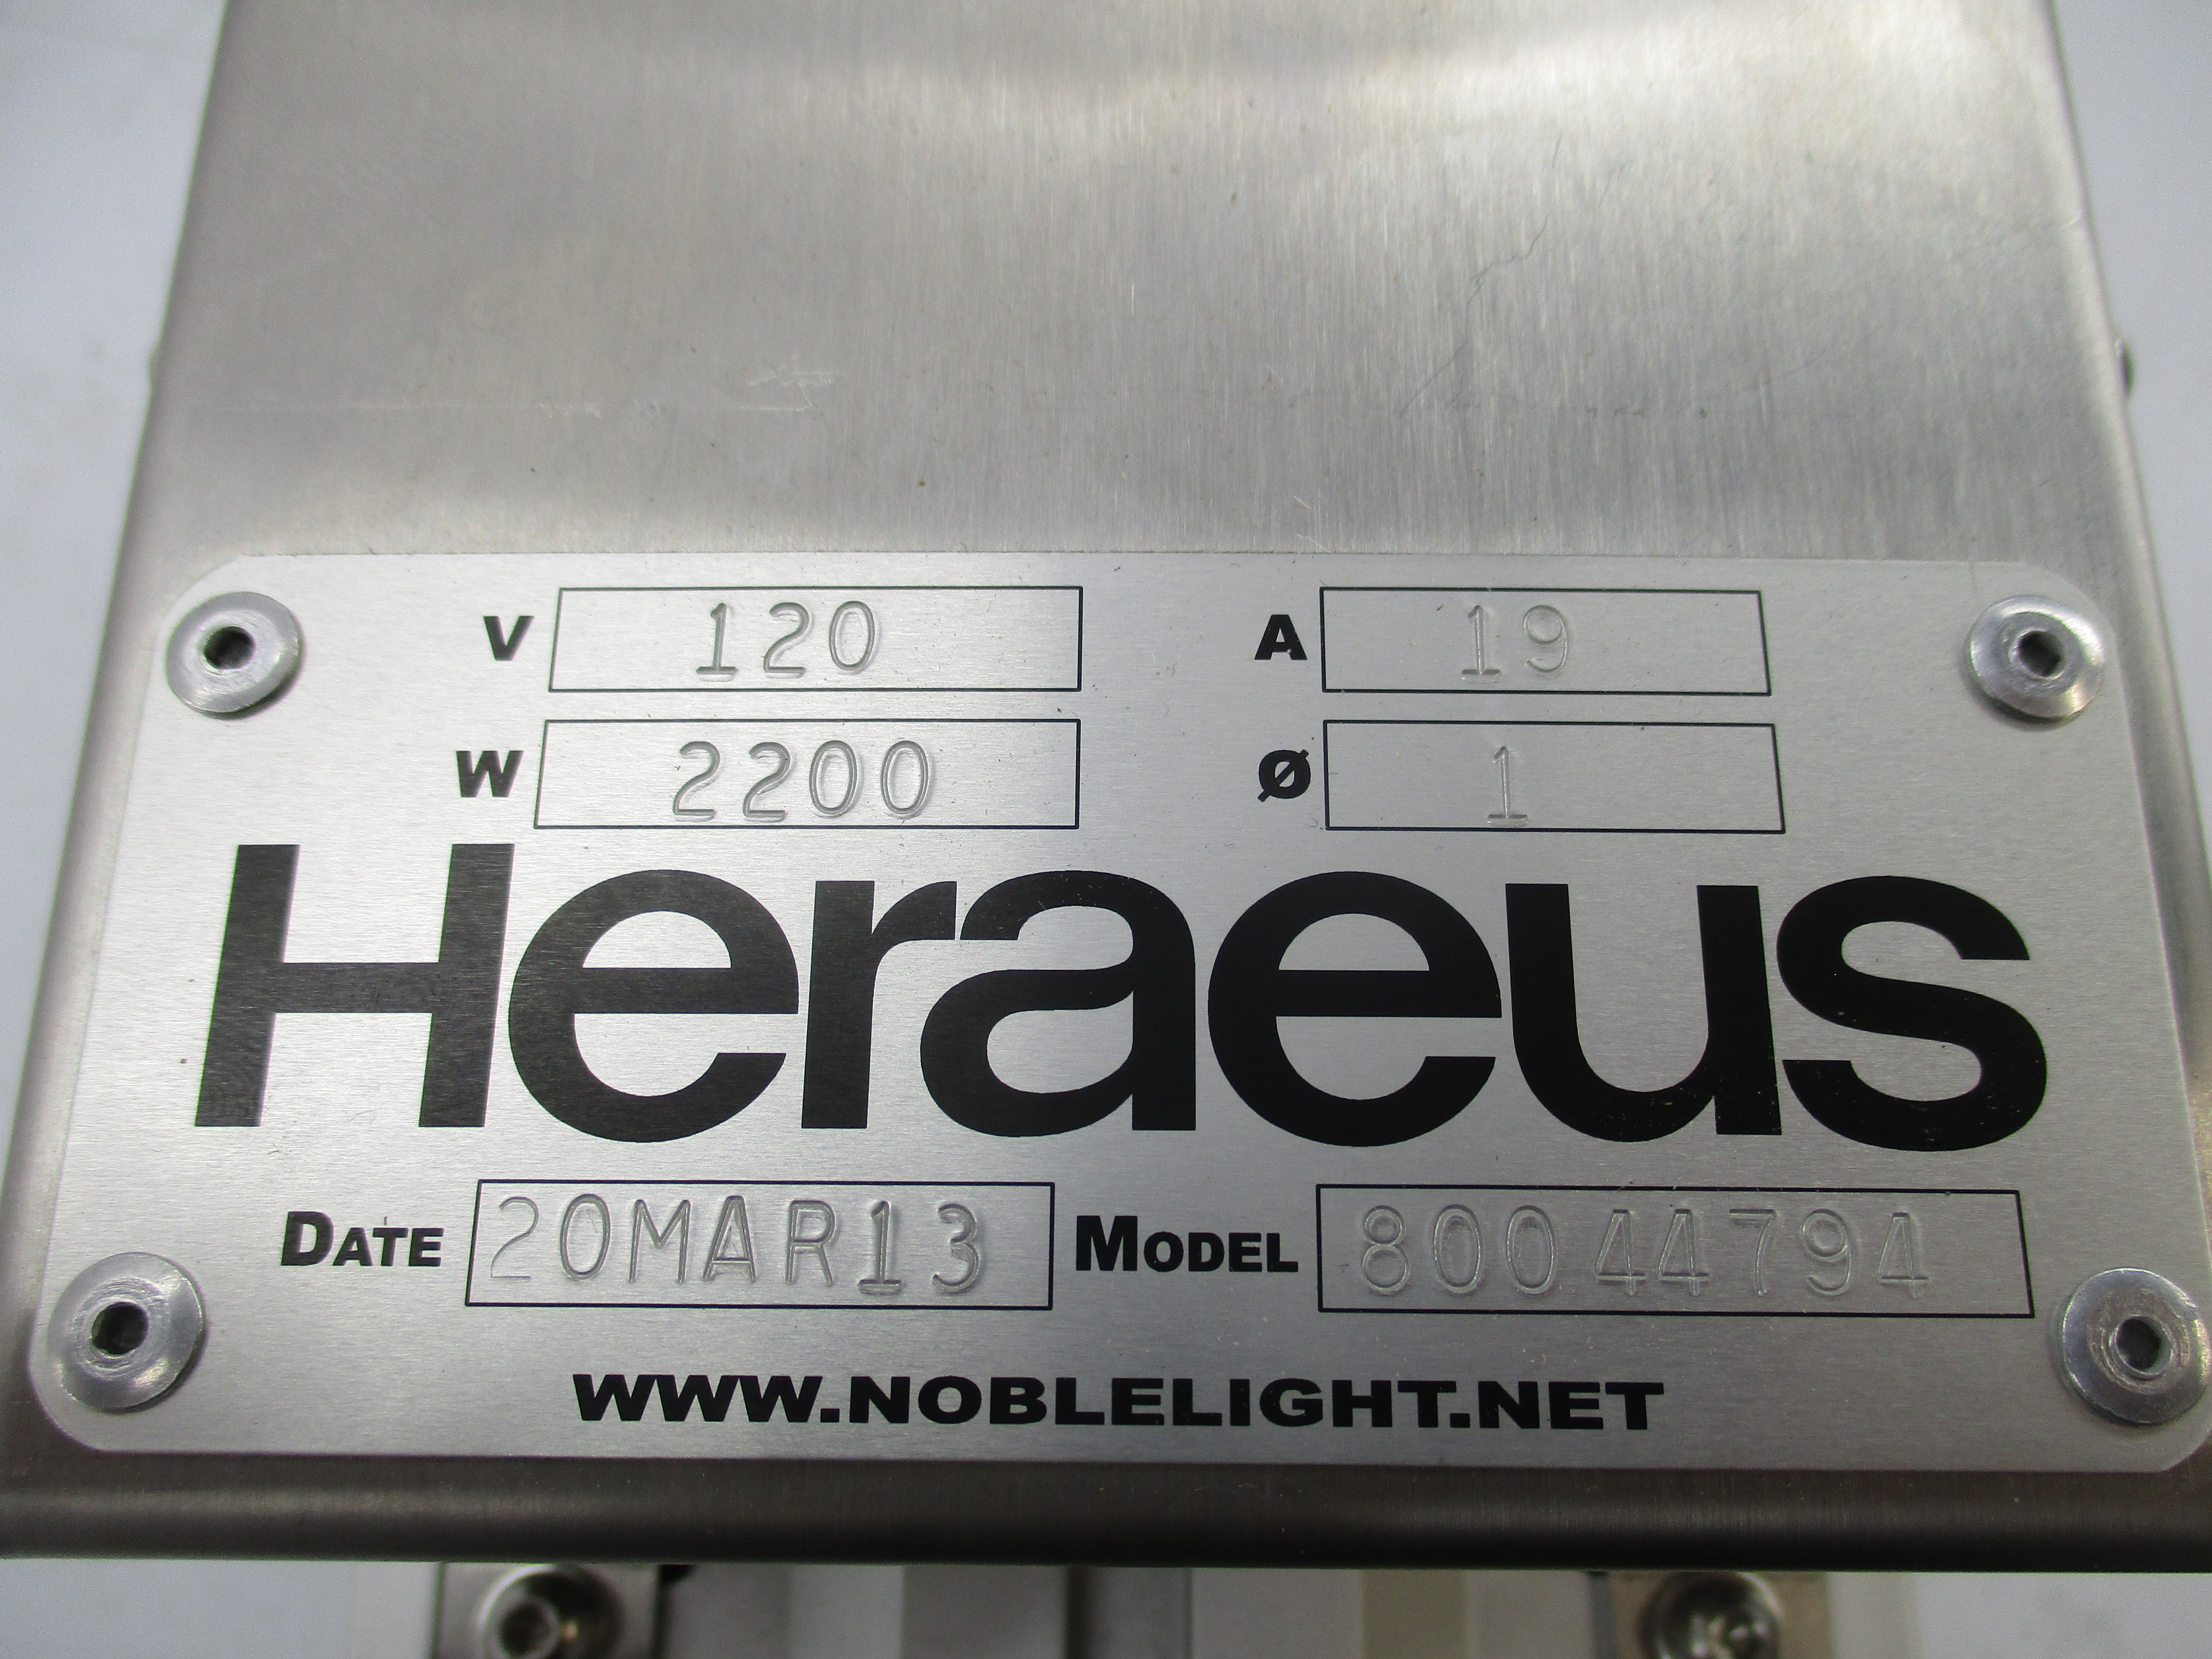 V 120 A 19
W 2200 Ø 1
Heraeus
DATE 20MAR13 MODEL 80044794
WWW.NOBLELIGHT.NET